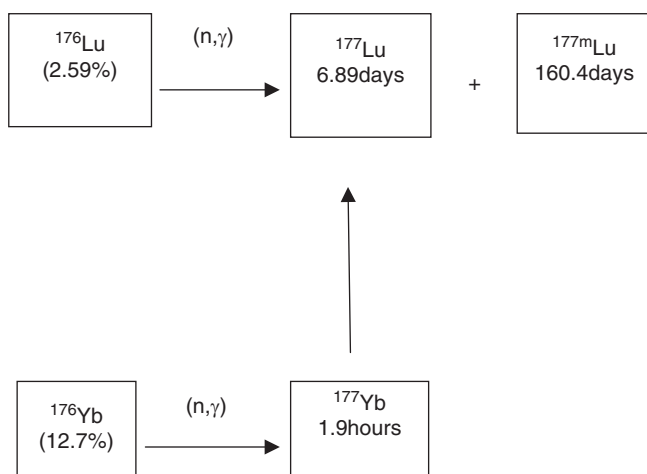 ¹⁷⁶Lu
(2.59%)
(n,γ)
¹⁷⁷Lu
6.89days
+
¹⁷⁷ᵐLu
160.4days
¹⁷⁶Yb
(12.7%)
(n,γ)
¹⁷⁷Yb
1.9hours